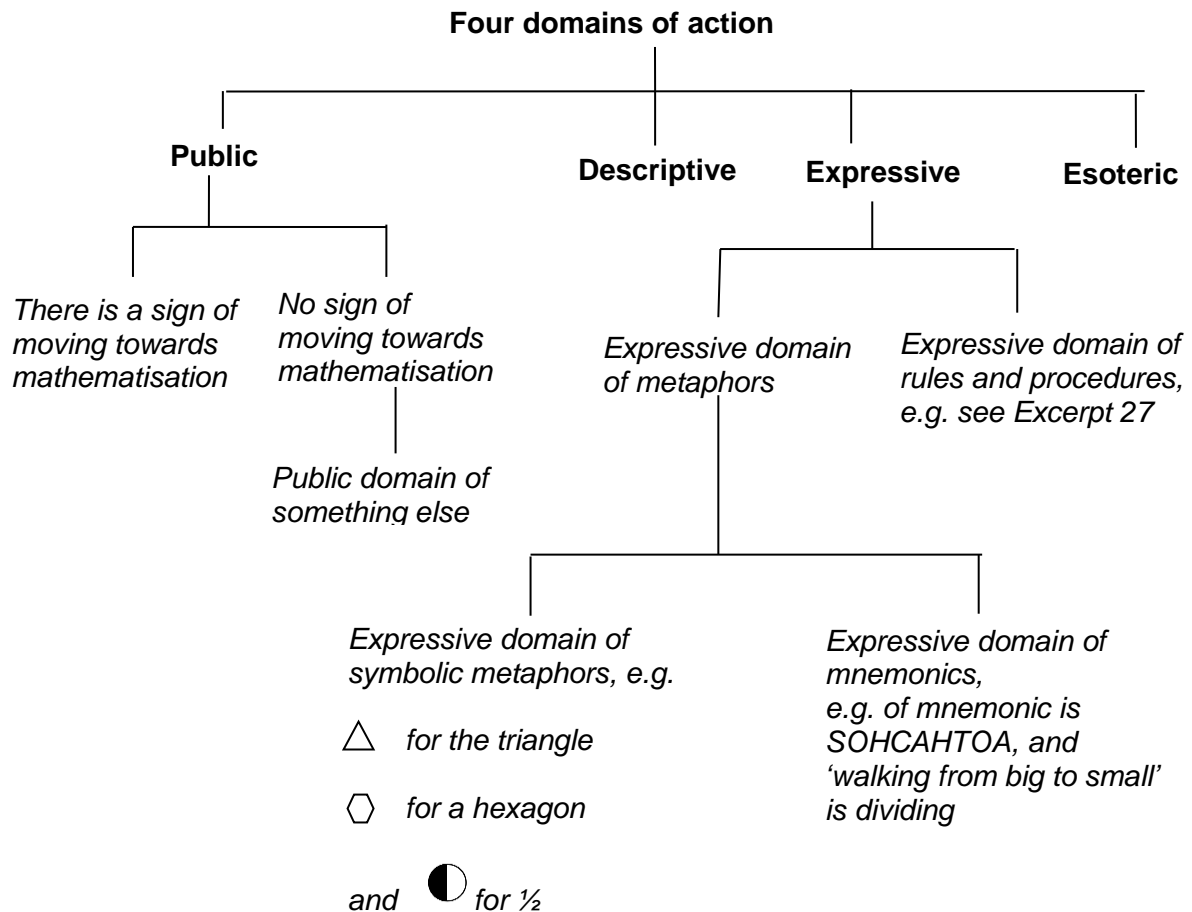 Four domains of action
Public
Descriptive
Expressive
Esoteric
There is a sign of
moving towards
mathematisation
No sign of
moving towards
mathematisation
Public domain of
something else
Expressive domain
of metaphors
Expressive domain of
rules and procedures,
e.g. see Excerpt 27
Expressive domain of
symbolic metaphors, e.g.
for the triangle
for a hexagon
and for ½
Expressive domain of
mnemonics,
e.g. of mnemonic is
SOHCAHTOA, and
‘walking from big to small’
is dividing